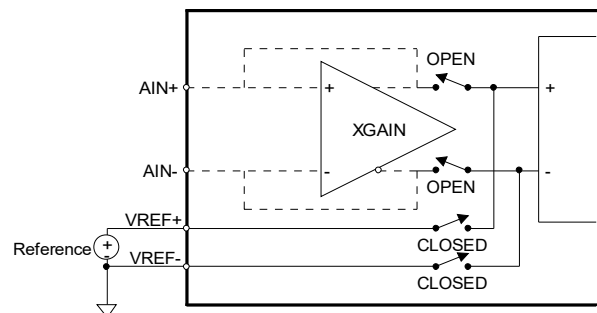 OPEN
AIN+
+
+
XGAIN
AIN-
-
-
OPEN
VREF+
CLOSED
Reference
+
-
VREF-
CLOSED